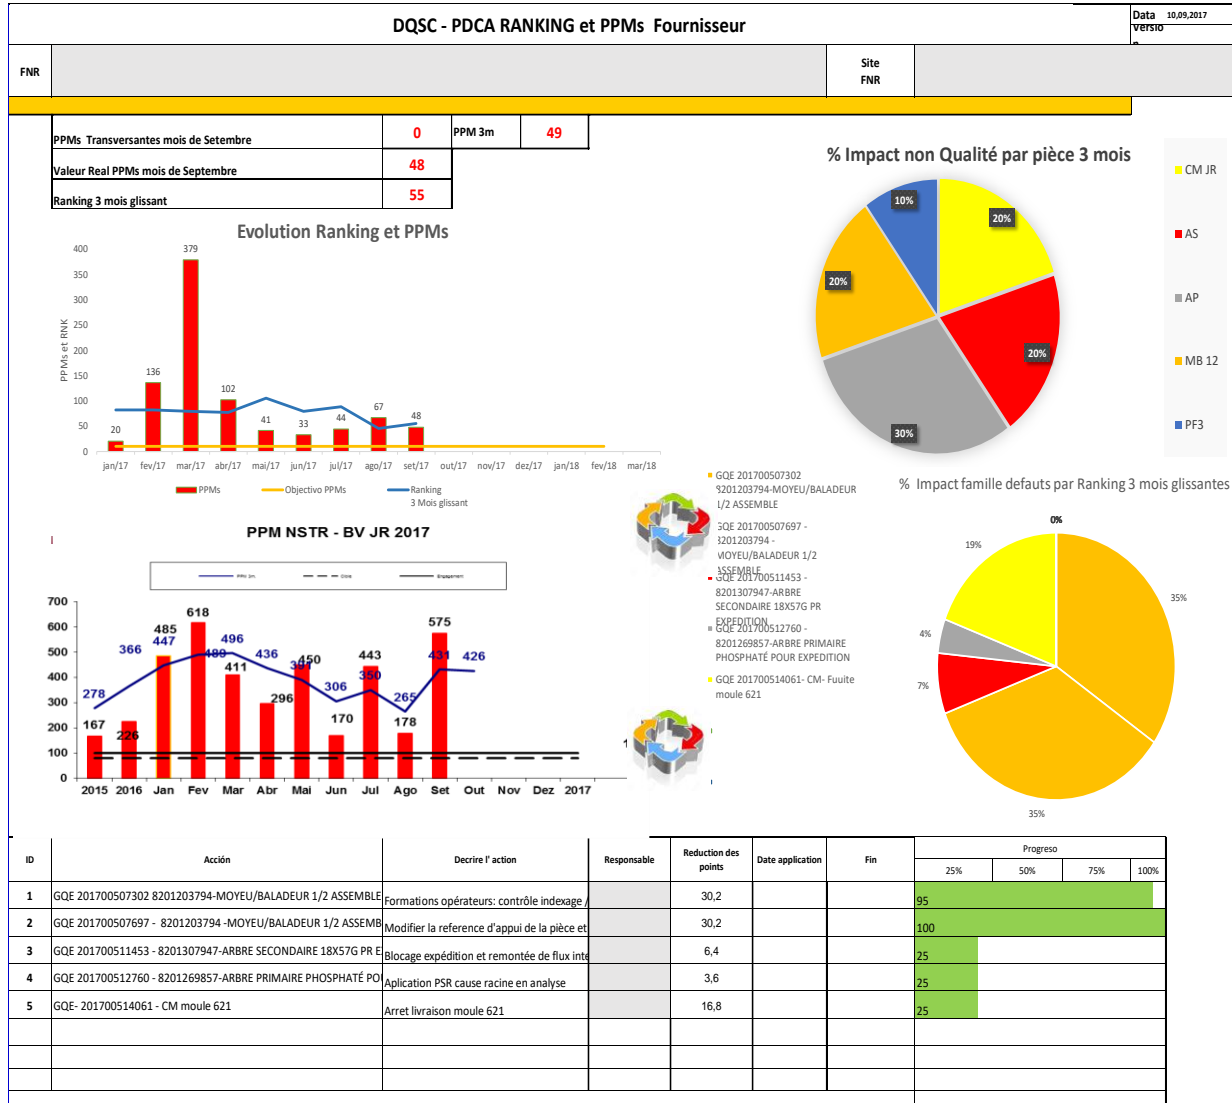 DQSC - PDCA RANKING et PPMs Fournisseur
Data 10,09,2017
Versio
FNR
Site
FNR
PPMs Transversantes mois de Setembre 0 PPM 3m 49
Valeur Real PPMs mois de Septembre 48
Ranking 3 mois glissant 55
% Impact non Qualité par pièce 3 mois
10%
20%
20%
20%
30%
CM JR
AS
AP
MB 12
PF3
Evolution Ranking et PPMs
PPMs et RNK
400
350
300
250
200
150
100
50
0
20 136 379 102 41 33 44 67 48
jan/17 fev/17 mar/17 abr/17 mai/17 jun/17 jul/17 ago/17 set/17 out/17 nov/17 dez/17 jan/18 fev/18 mar/18
PPMs Objectivo PPMs Ranking
3 Mois glissant
GQE 201700507302
8201203794-MOYEU/BALADEUR
1/2 ASSEMBLE
GQE 201700507697 -
8201203794 -
MOYEU/BALADEUR 1/2
ASSEMBLE
GQE 201700511453 -
8201307947-ARBRE
SECONDAIRE 18X57G PR
EXPEDITION
GQE 201700512760 -
8201269857-ARBRE PRIMAIRE
PHOSPHATÉ POUR EXPEDITION
GQE 201700514061- CM- Fuuite
moule 621
% Impact famille defauts par Ranking 3 mois glissantes
0%
19%
35%
4%
7%
35%
PPM NSTR - BV JR 2017
PPM 3m. Engagement
700
600
500
400
300
200
100
0
278 366 447 489 496 436 397 306 350 265 431 426
167 226 485 618 411 296 450 170 443 178 575
2015 2016 Jan Fev Mar Abr Mai Jun Jul Ago Set Out Nov Dez 2017
ID Acción Decrire l' action Responsable Reduction des points Date application Fin Progreso
25% 50% 75% 100%
1 GQE 201700507302 8201203794-MOYEU/BALADEUR 1/2 ASSEMBLE Formations opérateurs: contrôle indexage / 30,2 95
2 GQE 201700507697 - 8201203794 -MOYEU/BALADEUR 1/2 ASSEMB Modifier la reference d'appui de la pièce et 30,2 100
3 GQE 201700511453 - 8201307947-ARBRE SECONDAIRE 18X57G PR E Blocage expédition et remontée de flux inte 6,4 25
4 GQE 201700512760 - 8201269857-ARBRE PRIMAIRE PHOSPHATÉ PO Aplication PSR cause racine en analyse 3,6 25
5 GQE- 201700514061 - CM moule 621 Arret livraison moule 621 16,8 25